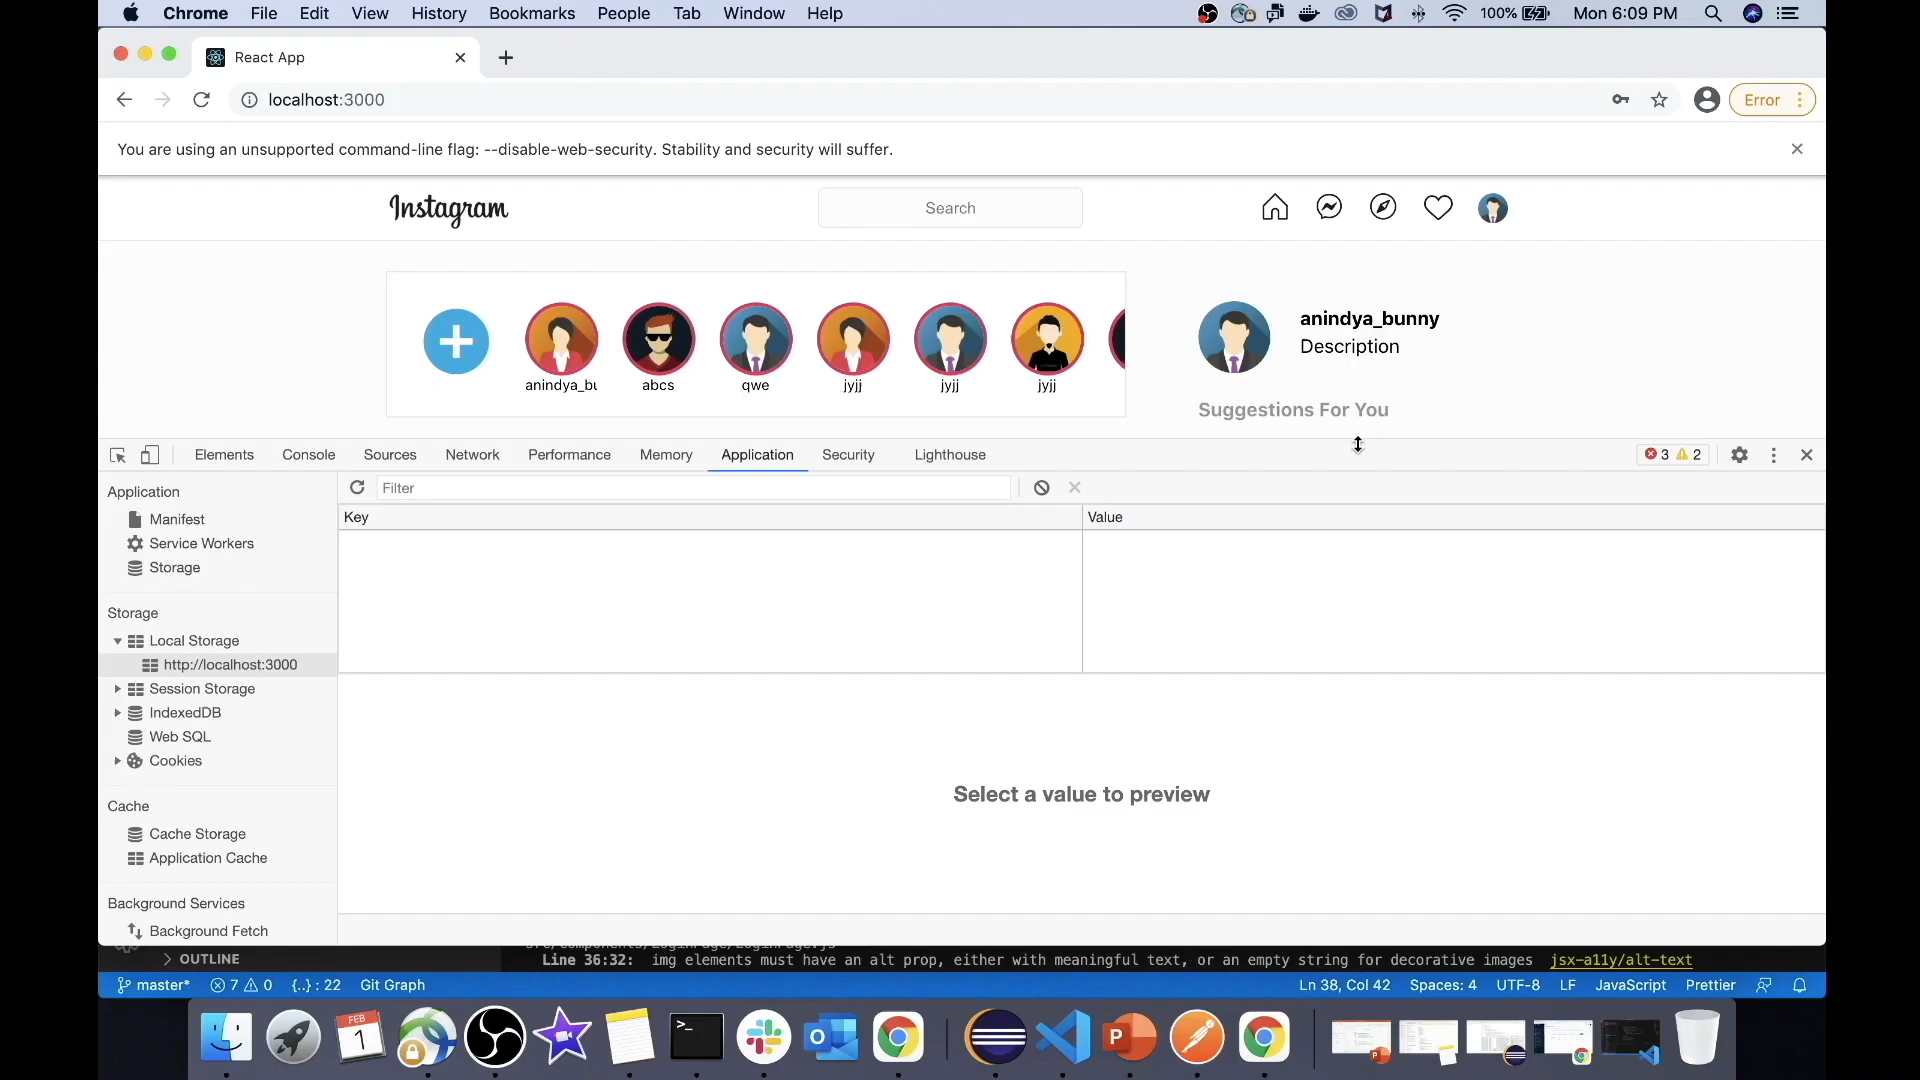 Chrome File Edit View History Bookmarks People Tab Window Help 100% Mon 6:09 PM
React App
localhost:3000 Error
You are using an unsupported command-line flag: --disable-web-security. Stability and security will suffer.
Instagram Search
anindya_bunny
Description
anindya_bu abcs qwe jyjj jyjj jyjj
Suggestions For You
Elements Console Sources Network Performance Memory Application Security Lighthouse 3 2
Application Filter
Key Value
Manifest
Service Workers
Storage
Storage
Local Storage
http://localhost:3000
Session Storage
IndexedDB
Web SQL
Cookies
Select a value to preview
Cache
Cache Storage
Application Cache
Background Services
Background Fetch
OUTLINE Line 36:32: img elements must have an alt prop, either with meaningful text, or an empty string for decorative images jsx-a11y/alt-text
master* 7 0 {..} : 22 Git Graph Ln 38, Col 42 Spaces: 4 UTF-8 LF JavaScript Prettier
FEB
1